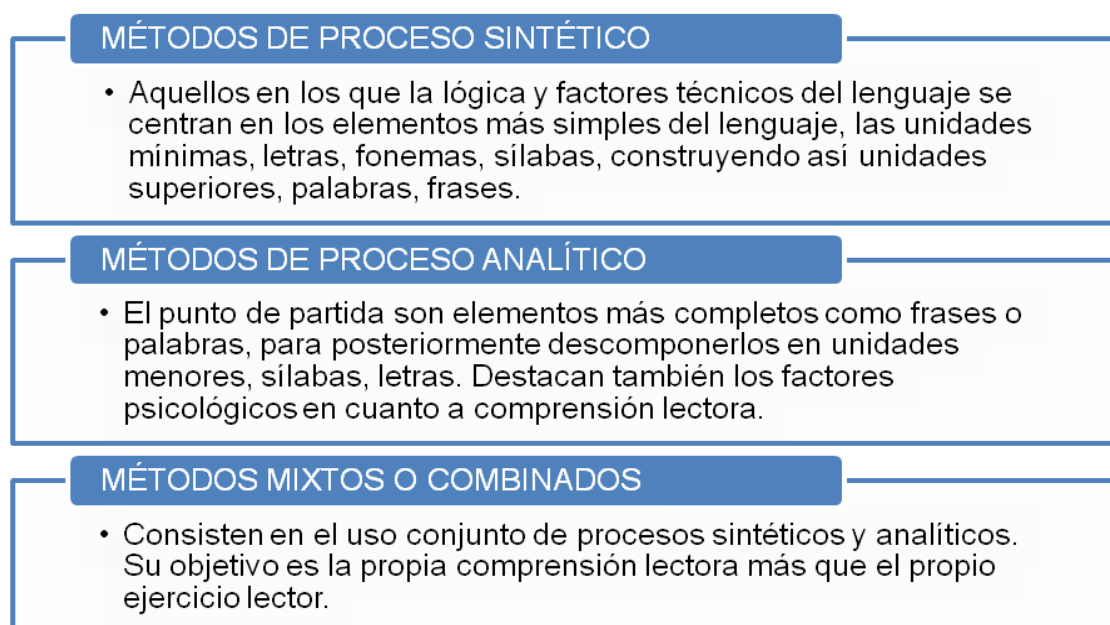 MÉTODOS DE PROCESO SINTÉTICO
• Aquellos en los que la lógica y factores técnicos del lenguaje se
centran en los elementos más simples del lenguaje, las unidades
mínimas, letras, fonemas, sílabas, construyendo así unidades
superiores, palabras, frases.
MÉTODOS DE PROCESO ANALÍTICO
• El punto de partida son elementos más completos como frases o
palabras, para posteriormente descomponerlos en unidades
menores, sílabas, letras. Destacan también los factores
psicológicos en cuanto a comprensión lectora.
MÉTODOS MIXTOS O COMBINADOS
• Consisten en el uso conjunto de procesos sintéticos y analíticos.
Su objetivo es la propia comprensión lectora más que el propio
ejercicio lector.